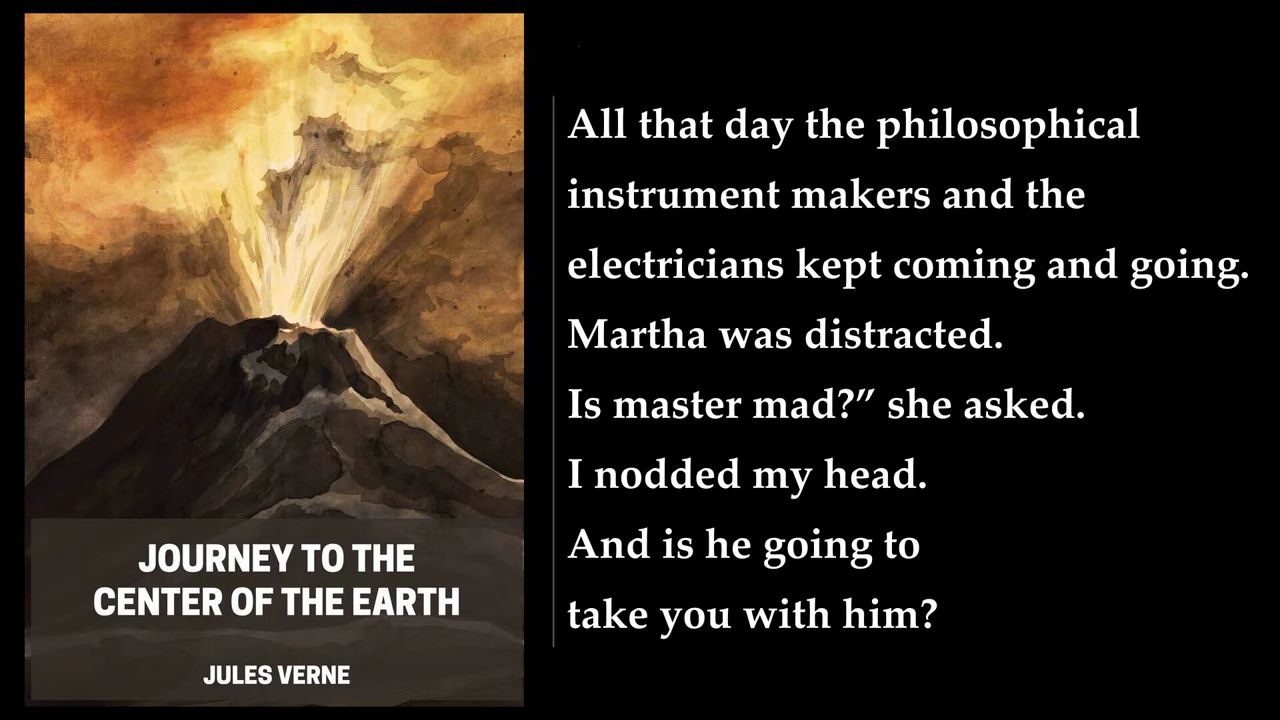 JOURNEY TO THE
CENTER OF THE EARTH
JULES VERNE
All that day the philosophical
instrument makers and the
electricians kept coming and going.
Martha was distracted.
Is master mad?” she asked.
I nodded my head.
And is he going to
take you with him?